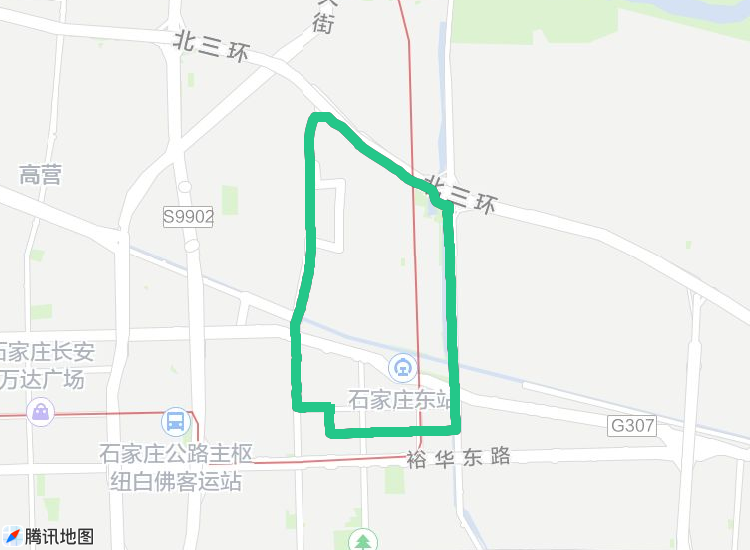 街
北三环
高营
北三环
S9902
石家庄长安
万达广场
石家庄东站
G307
石家庄公路主枢
纽白佛客运站
裕华东路
腾讯地图